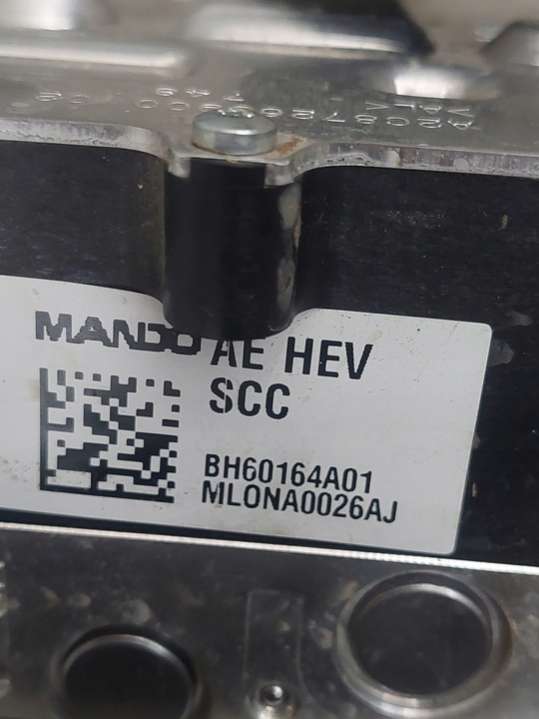 MANDO AE HEV
SCC
BH60164A01
MLONA0026AJ